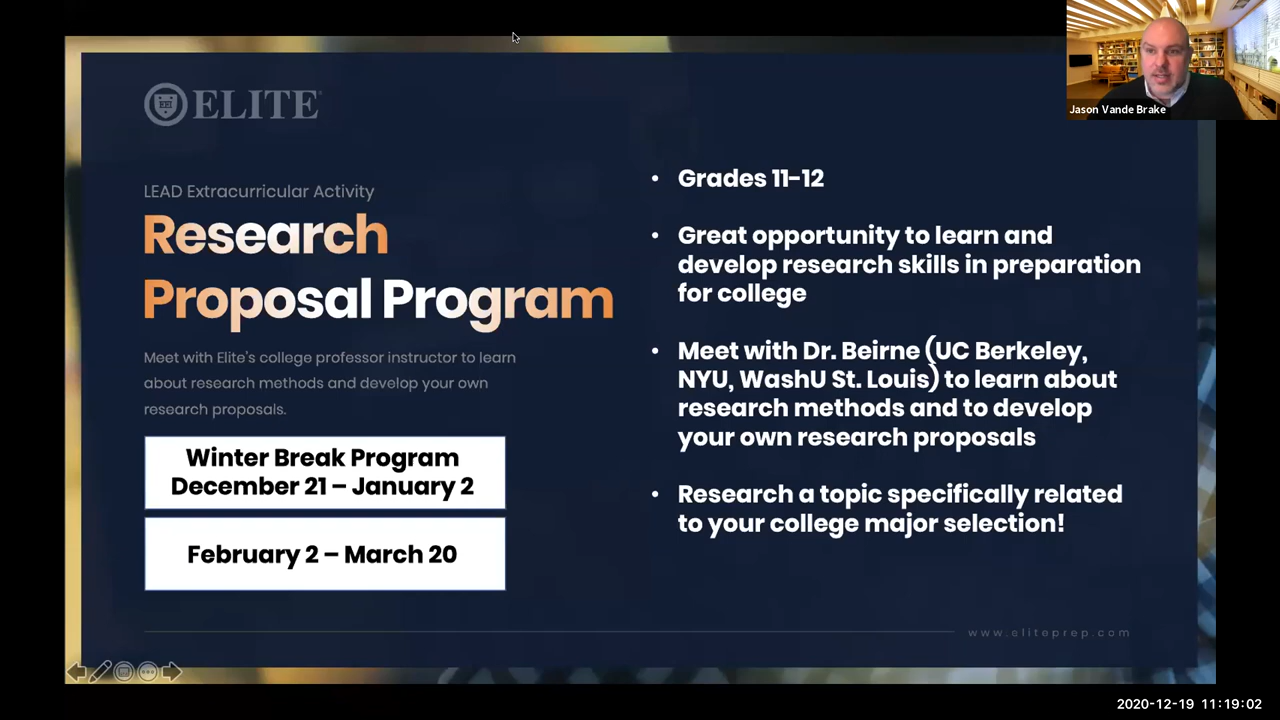 Jason Vande Brake
ELITE
LEAD Extracurricular Activity
Research
Proposal Program
Meet with Elite's college professor instructor to learn
about research methods and develop your own
research proposals.
Winter Break Program
December 21 – January 2
February 2 – March 20
• Grades 11–12
• Great opportunity to learn and
develop research skills in preparation
for college
• Meet with Dr. Beirne (UC Berkeley,
NYU, WashU St. Louis) to learn about
research methods and to develop
your own research proposals
• Research a topic specifically related
to your college major selection!
www.eliteprep.com
2020-12-19 11:19:02